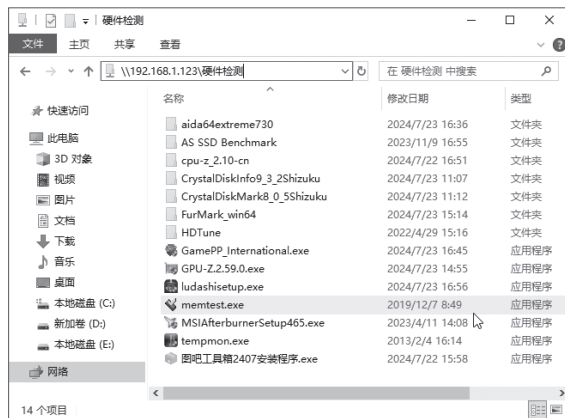 硬件检测
文件 主页 共享 查看
\\192.168.1.123\硬件检测 在 硬件检测 中搜索
名称 修改日期 类型
快速访问
此电脑
3D 对象
视频
图片
文档
下载
音乐
桌面
本地磁盘 (C:)
新加卷 (D:)
本地磁盘 (E:)
网络
aida64extreme730 2024/7/23 16:36 文件夹
AS SSD Benchmark 2023/11/9 16:55 文件夹
cpu-z_2.10-cn 2024/7/22 16:51 文件夹
CrystalDiskInfo9_3_2Shizuku 2024/7/23 11:07 文件夹
CrystalDiskMark8_0_5Shizuku 2024/7/23 11:12 文件夹
FurMark_win64 2024/7/23 15:14 文件夹
HDTune 2022/4/29 15:16 文件夹
GamePP_International.exe 2024/7/23 16:45 应用程序
GPU-Z.2.59.0.exe 2024/7/23 14:55 应用程序
ludashisetup.exe 2024/7/23 16:56 应用程序
memtest.exe 2019/12/7 8:49 应用程序
MSIAfterburnerSetup465.exe 2023/4/11 14:08 应用程序
tempmon.exe 2013/2/4 16:14 应用程序
图吧工具箱2407安装程序.exe 2024/7/22 15:58 应用程序
14 个项目